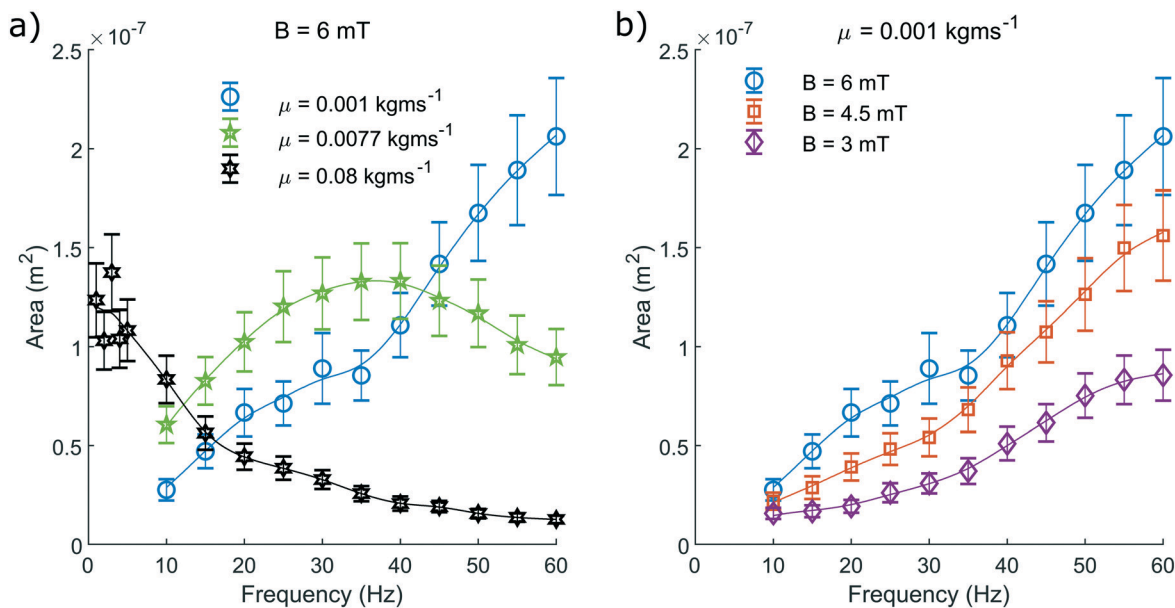 a)
×10⁻⁷
B = 6 mT
2.5
2
1.5
1
0.5
0
Area (m²)
μ = 0.001 kgms⁻¹
μ = 0.0077 kgms⁻¹
μ = 0.08 kgms⁻¹
0 10 20 30 40 50 60
Frequency (Hz)
b)
×10⁻⁷
μ = 0.001 kgms⁻¹
2.5
2
1.5
1
0.5
0
Area (m²)
B = 6 mT
B = 4.5 mT
B = 3 mT
0 10 20 30 40 50 60
Frequency (Hz)